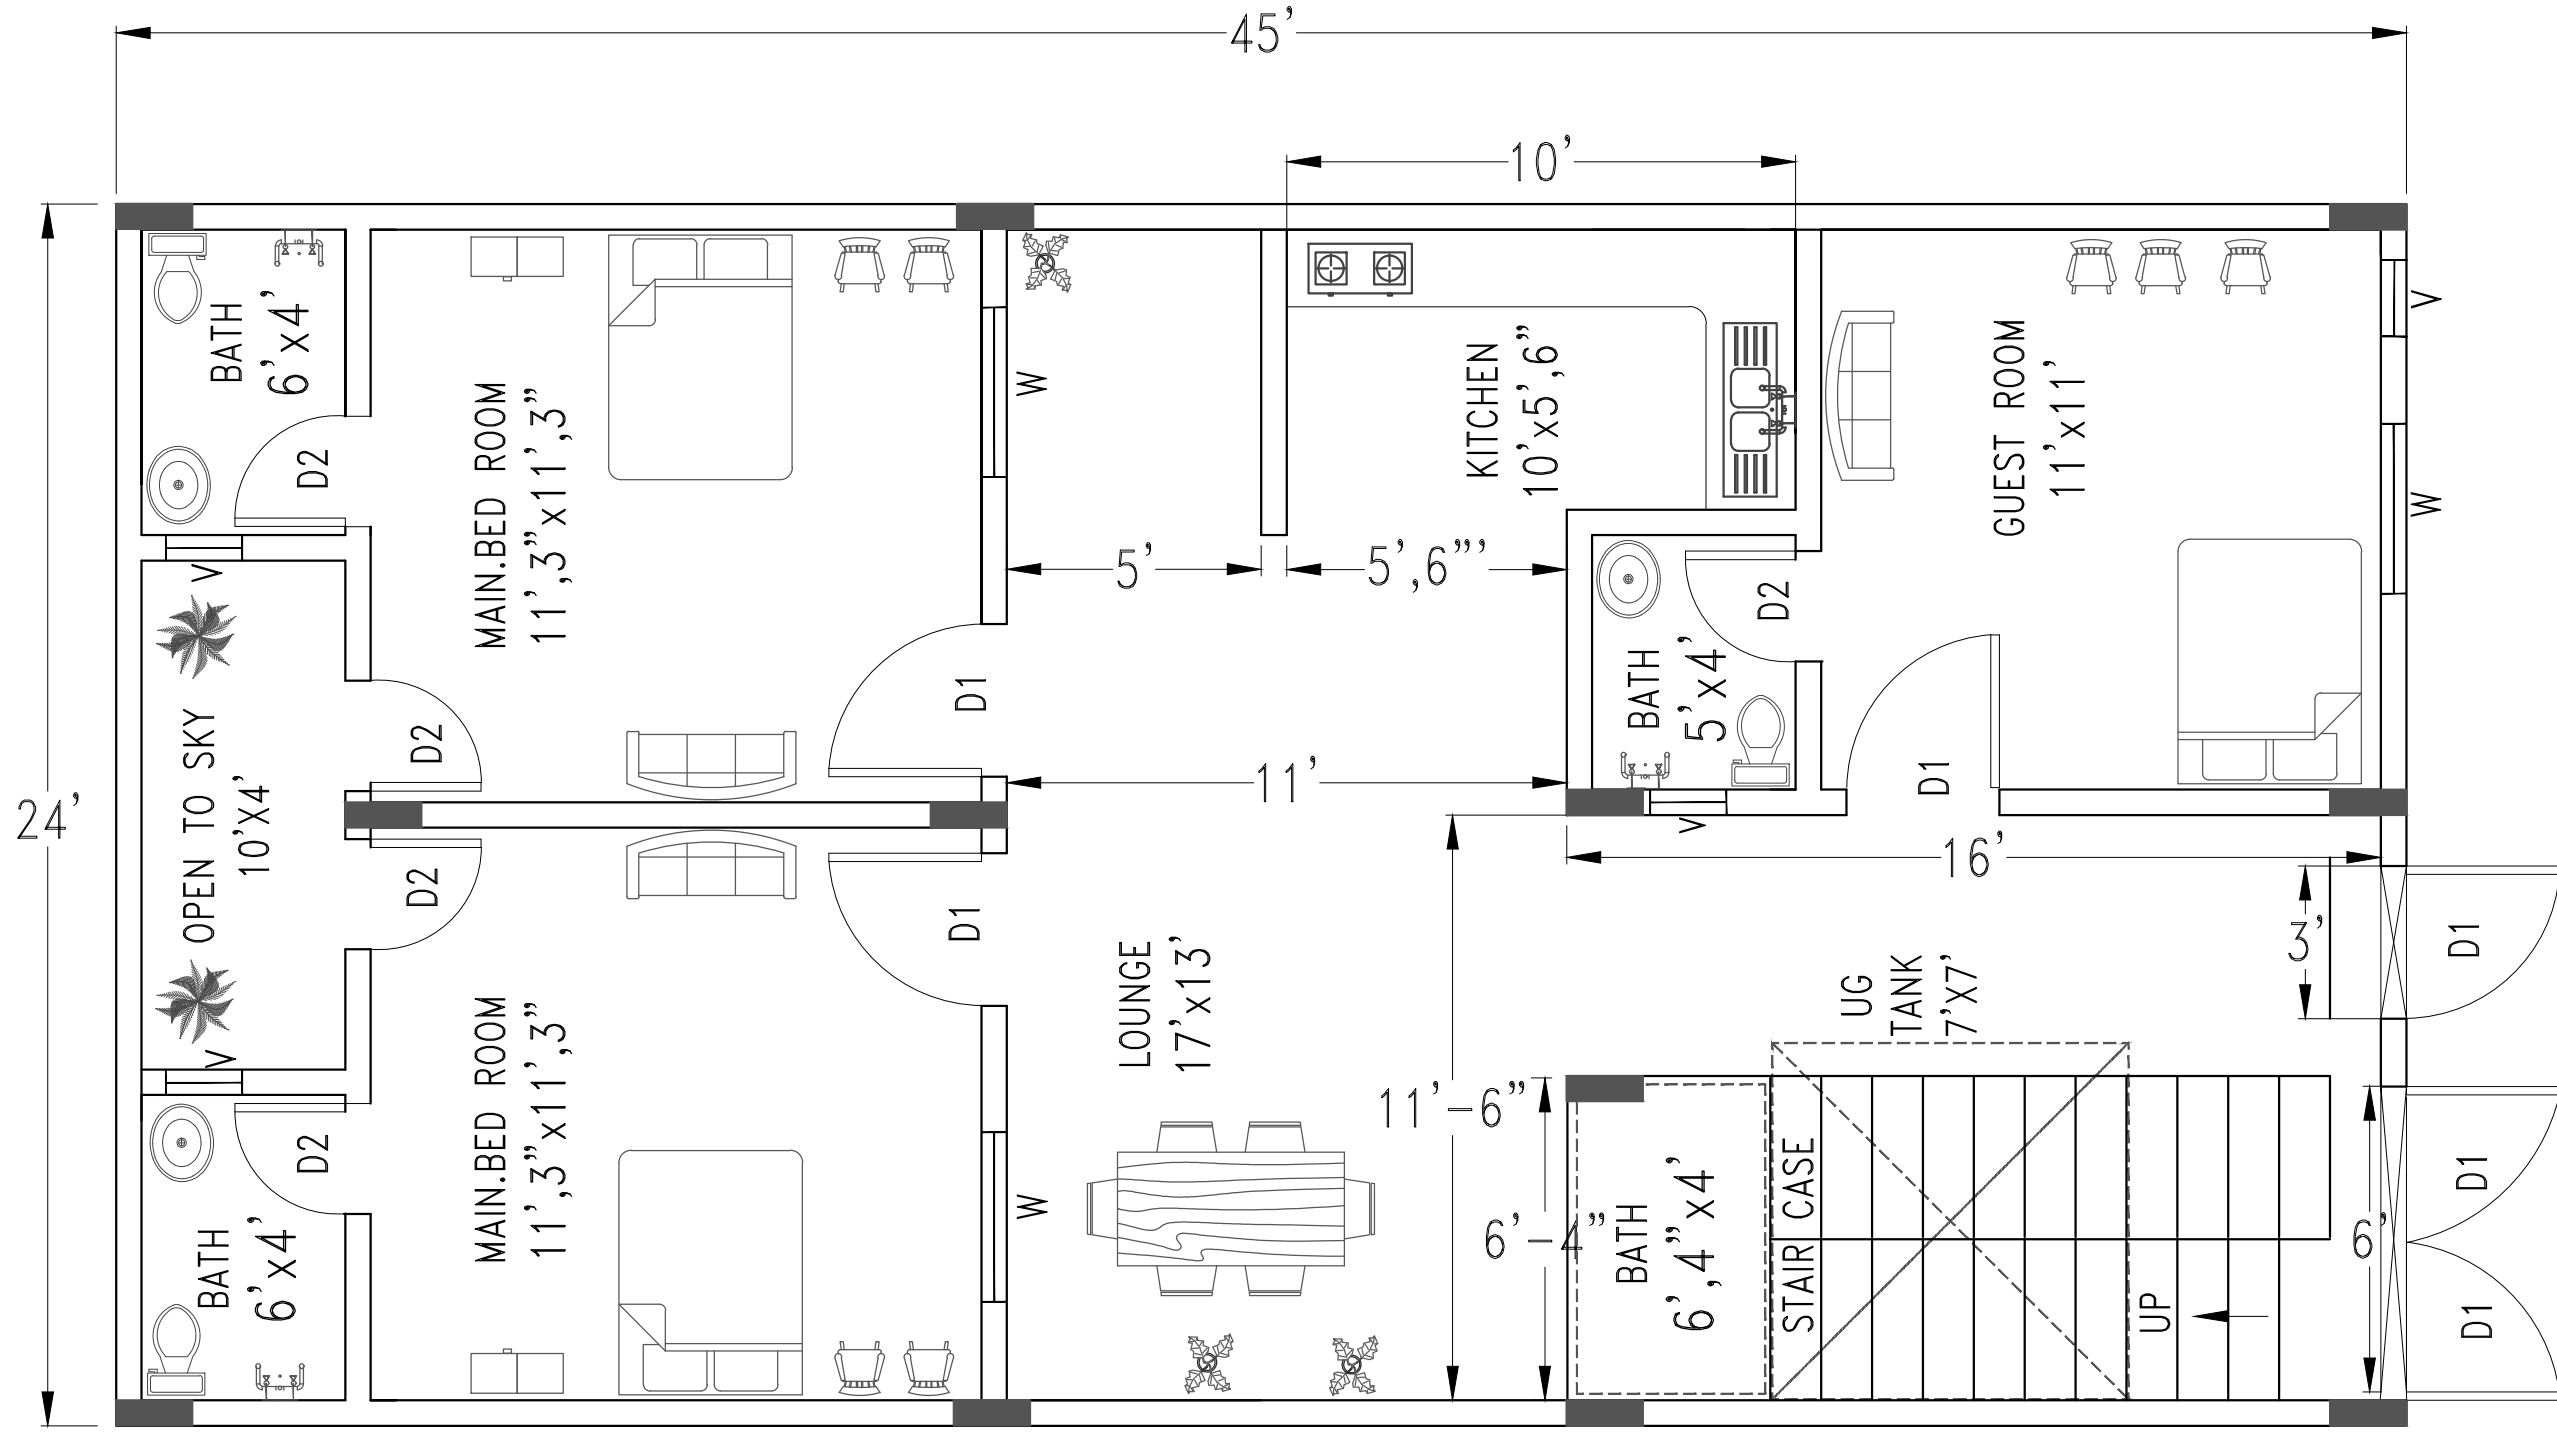 45'
10'
24'
BATH
6'x4'
D2
V
OPEN TO SKY
10'X4'
V
D2
D2
BATH
6'x4'
D2
MAIN.BED ROOM
11',3"x11',3"
W
D1
MAIN.BED ROOM
11',3"x11',3"
W
D1
5'
5',6"'
11'
KITCHEN
10'x5',6"
BATH
5'x4'
D2
V
GUEST ROOM
11'x11'
D1
V
W
16'
LOUNGE
17'x13'
11'-6"
6'-4"
BATH
6',4"x4'
STAIR CASE
UG
TANK
7'X7'
UP
3'
6'
D1
D1
D1